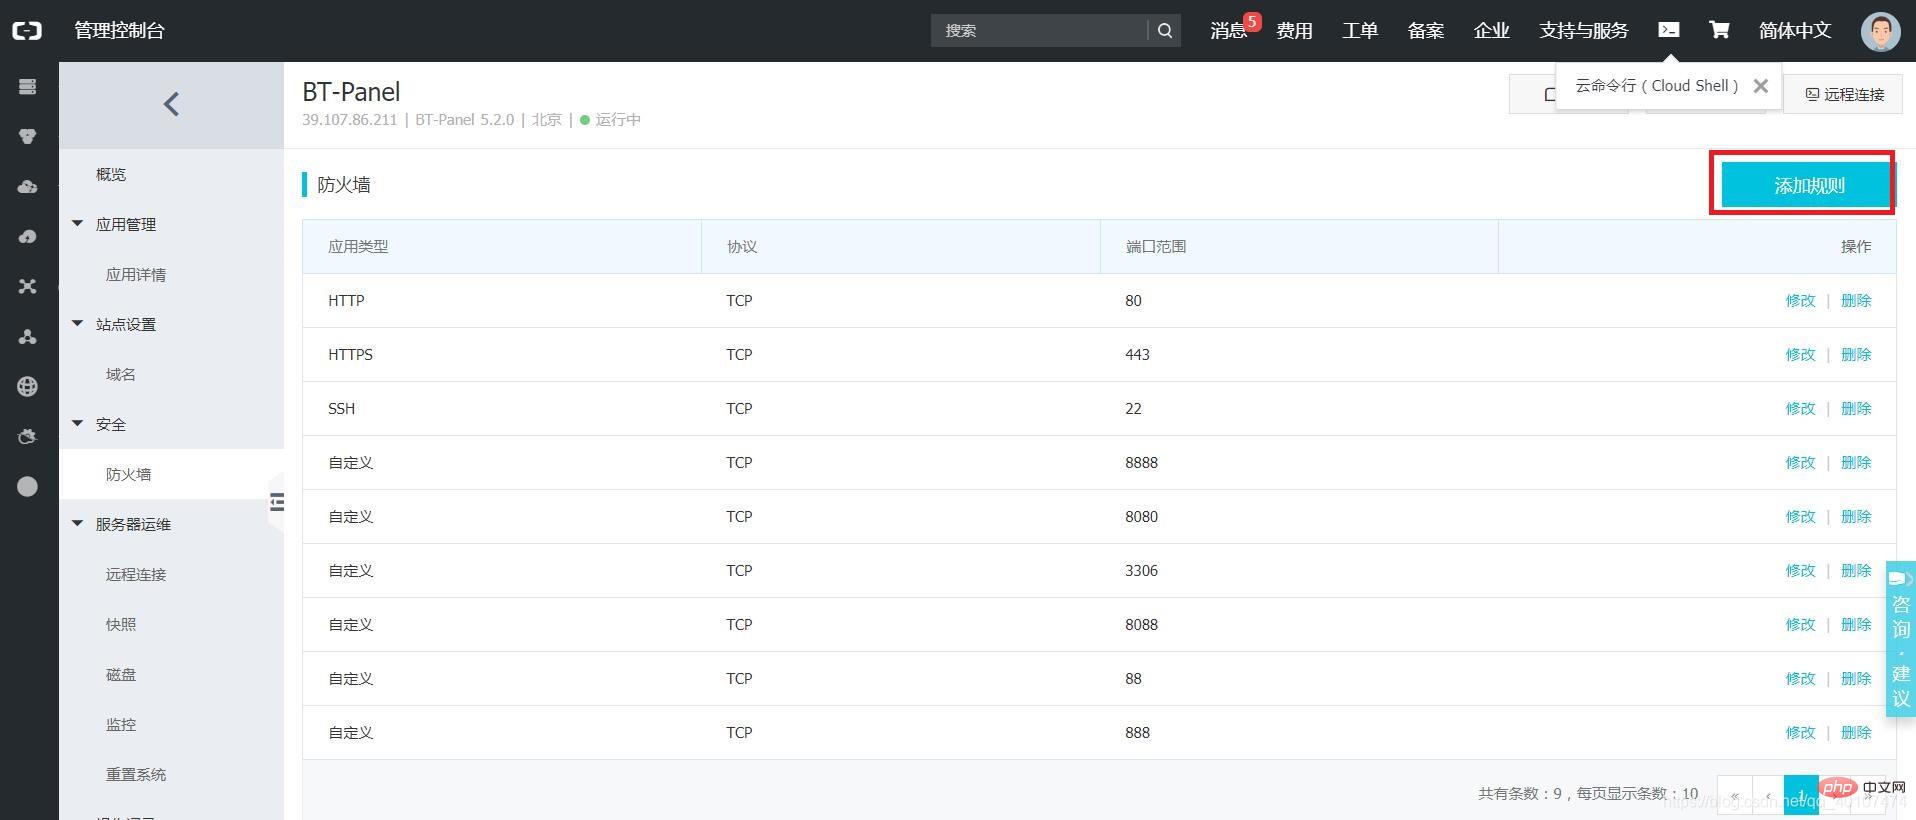 管理控制台
搜索
消息 5 费用 工单 备案 企业 支持与服务 简体中文
云命令行 ( Cloud Shell )
远程连接
BT-Panel
39.107.86.211 | BT-Panel 5.2.0 | 北京 | 运行中
概览
应用管理
应用详情
站点设置
域名
安全
防火墙
服务器运维
远程连接
快照
磁盘
监控
重置系统
防火墙
添加规则
应用类型 协议 端口范围 操作
HTTP TCP 80 修改 | 删除
HTTPS TCP 443 修改 | 删除
SSH TCP 22 修改 | 删除
自定义 TCP 8888 修改 | 删除
自定义 TCP 8080 修改 | 删除
自定义 TCP 3306 修改 | 删除
自定义 TCP 8088 修改 | 删除
自定义 TCP 88 修改 | 删除
自定义 TCP 888 修改 | 删除
共有条数：9，每页显示条数：10 « ‹ 1
咨询·建议
php 中文网
https://blog.csdn.net/qq_40107474